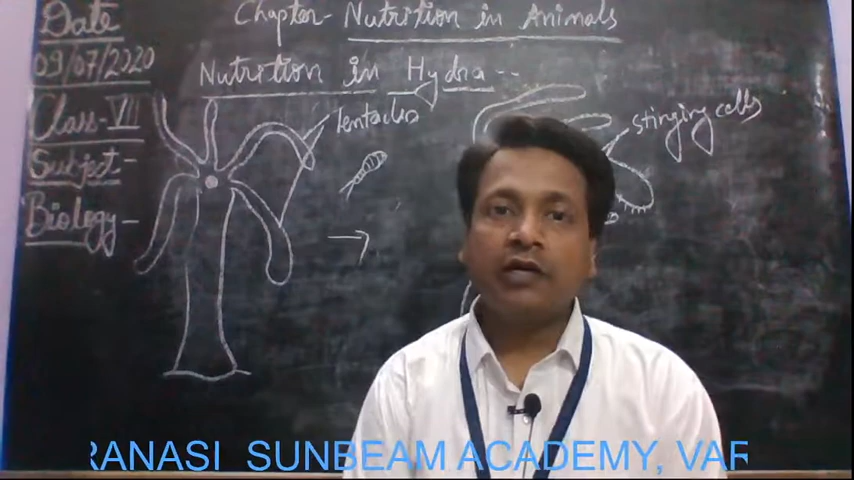 Date
09/07/2020
Class-VII
Subject-
Biology-
Chapter- Nutrition in Animals
Nutrition in Hydra --
tentacles
stinging cells
RANASI SUNBEAM ACADEMY, VAR